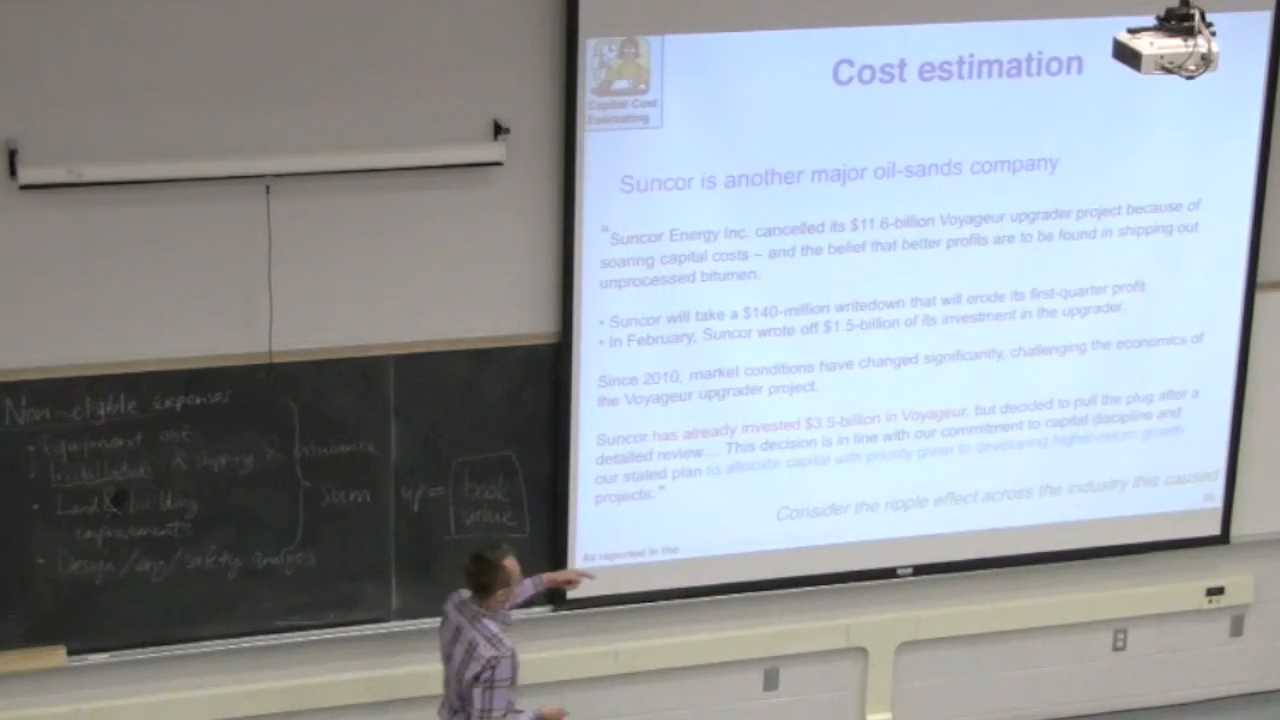 Non-eligible expenses
• Equipment
• Installation & shipping & insurance
• Land & building
improvements
• Design / / safety analysis
Sum
up =
book
value
Capital Cost
Estimating
Cost estimation
Suncor is another major oil-sands company
"Suncor Energy Inc. cancelled its $11.6-billion Voyageur upgrader project because of
soaring capital costs – and the belief that better profits are to be found in shipping out
unprocessed bitumen.
• Suncor will take a $140-million writedown that will erode its first-quarter profit
• In February, Suncor wrote off $1.5-billion of its investment in the upgrader.
Since 2010, market conditions have changed significantly, challenging the economics of
the Voyageur upgrader project.
Suncor has already invested $3.5-billion in Voyageur, but decided to pull the plug after a
detailed review... This decision is in line with our commitment to capital discipline and
our stated plan to allocate capital with priority given to developing higher-return growth
projects."
Consider the ripple effect across the industry this caused
As reported in the